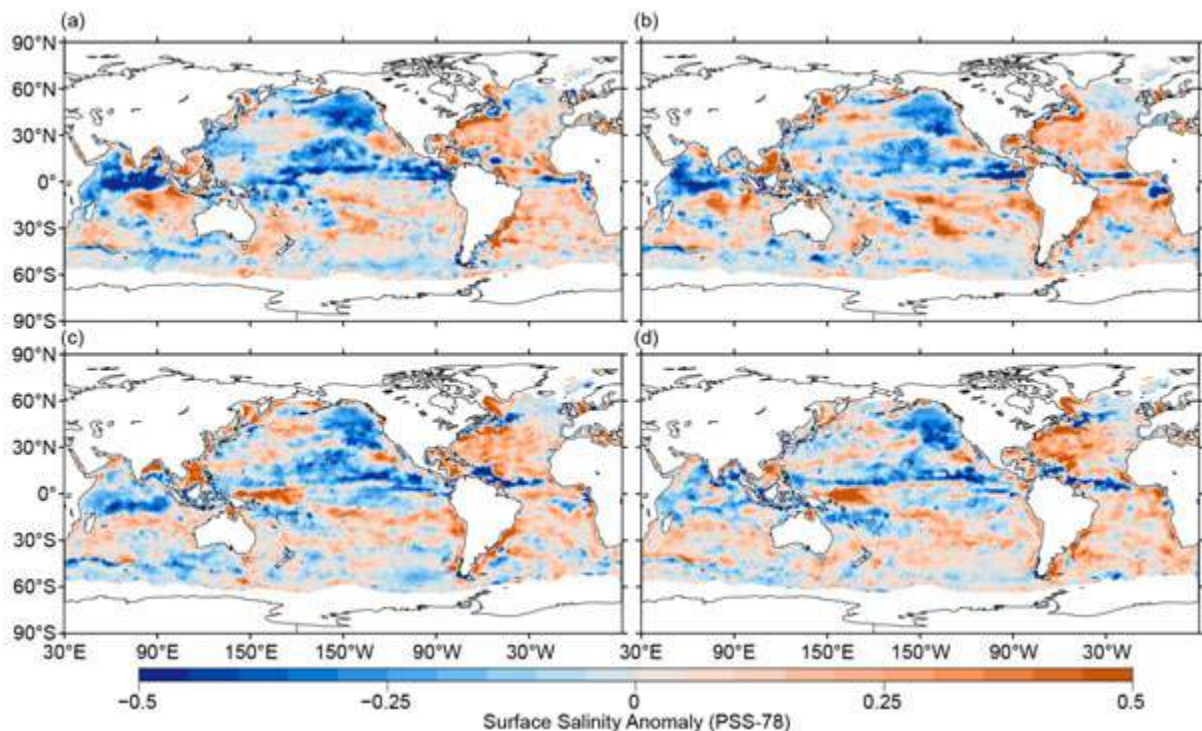 (a) (b)
90°N
60°N
30°N
0°
30°S
60°S
90°S
(c) (d)
90°N
60°N
30°N
0°
30°S
60°S
90°S
30°E 90°E 150°E 150°W 90°W 30°W 30°E 90°E 150°E 150°W 90°W 30°W
−0.5 −0.25 0 0.25 0.5
Surface Salinity Anomaly (PSS-78)